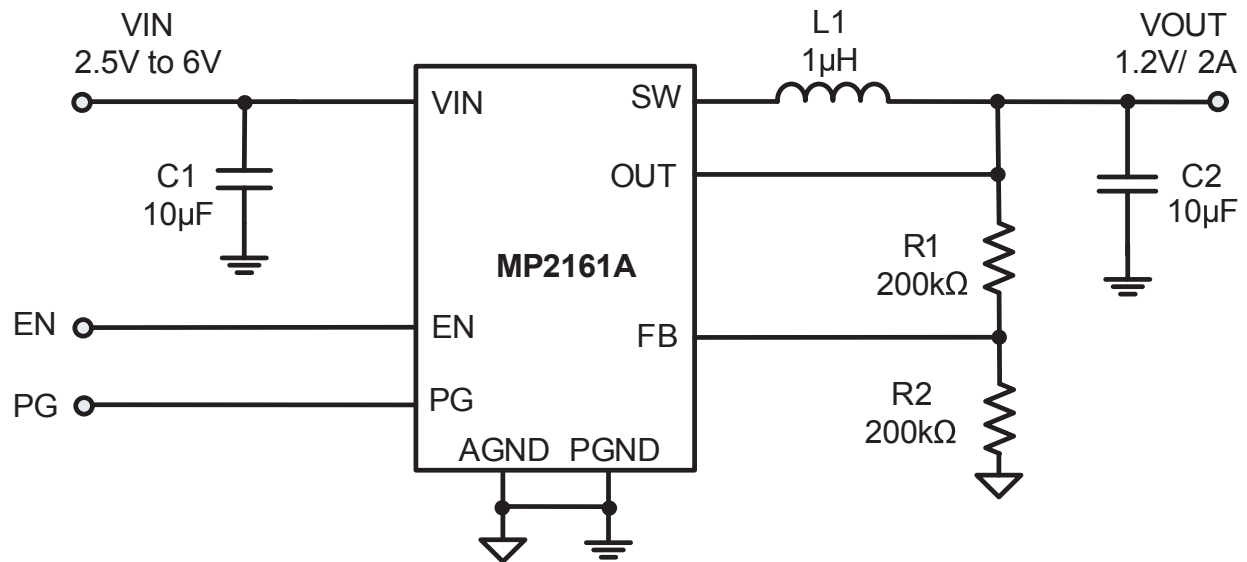 VIN
2.5V to 6V
L1
1µH
VOUT
1.2V/ 2A
VIN
SW
C1
10µF
OUT
C2
10µF
MP2161A
R1
200kΩ
EN
EN
FB
PG
PG
R2
200kΩ
AGND
PGND